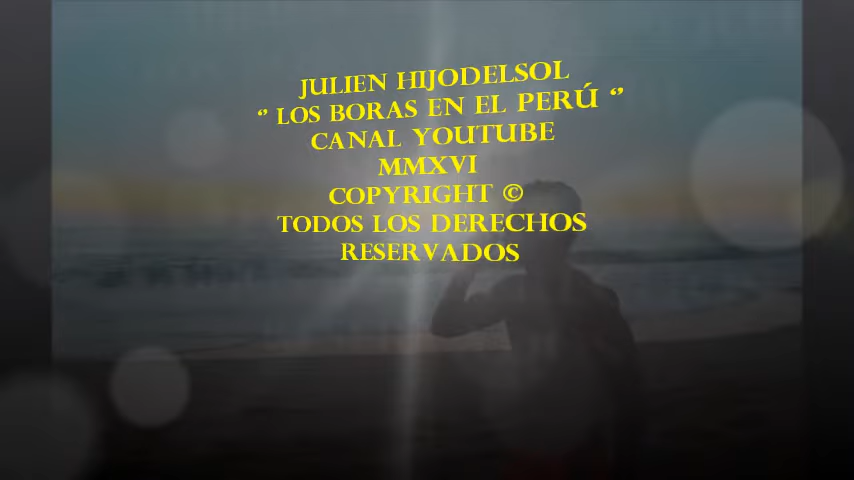 JULIEN HIJODELSOL
" LOS BORAS EN EL PERÚ "
CANAL YOUTUBE
MMXVI
COPYRIGHT ©
TODOS LOS DERECHOS
RESERVADOS